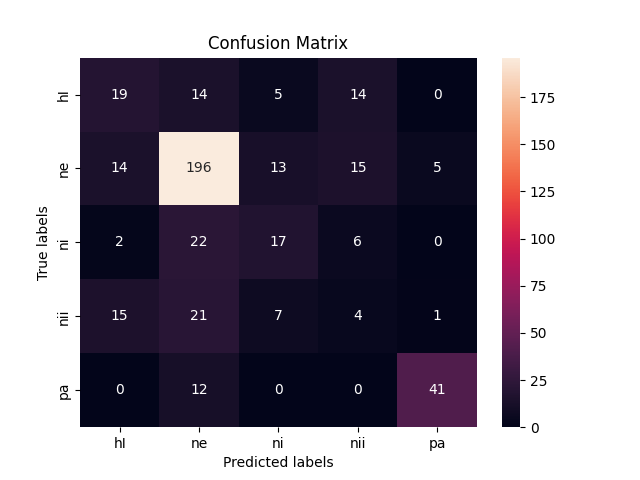 Confusion Matrix
True labels
hI 19 14 5 14 0
ne 14 196 13 15 5
ni 2 22 17 6 0
nii 15 21 7 4 1
pa 0 12 0 0 41
hI ne ni nii pa
Predicted labels
175
150
125
100
75
50
25
0